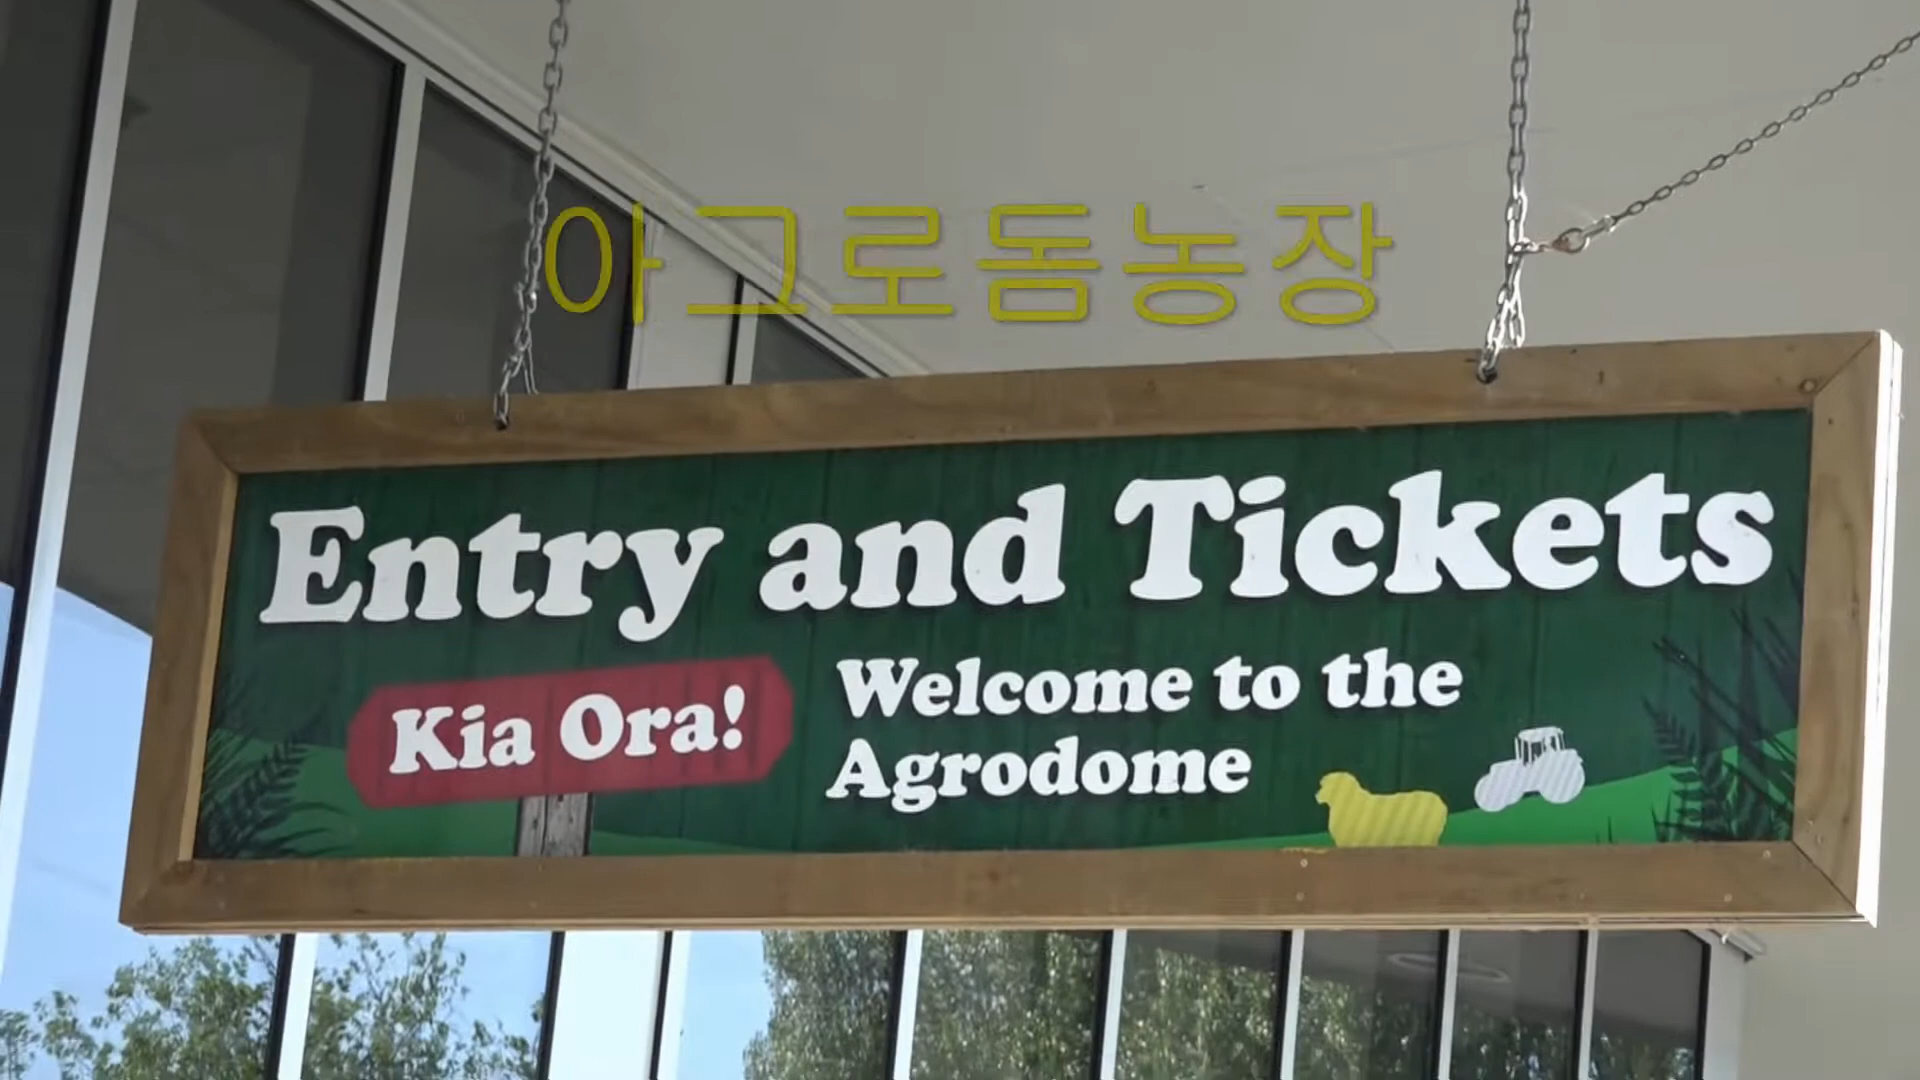 아그로돔농장
Entry and Tickets
Kia Ora!
Welcome to the
Agrodome